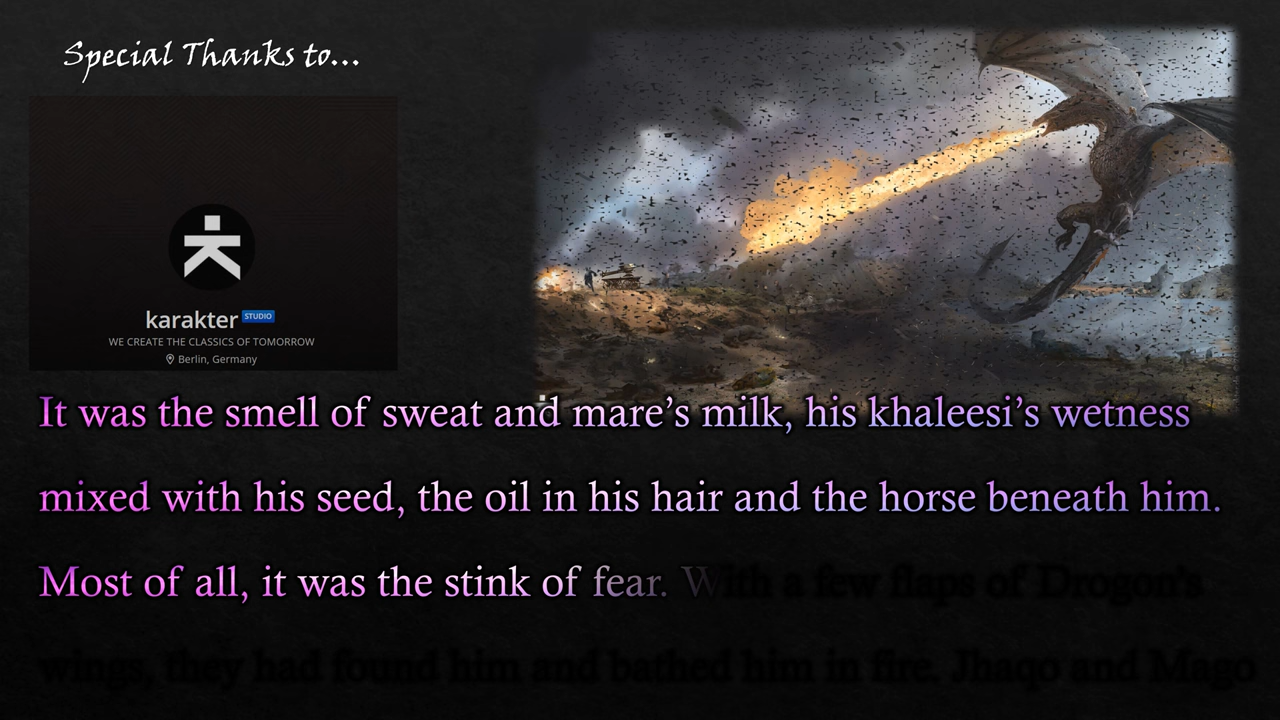 Special Thanks to...
karakter STUDIO
WE CREATE THE CLASSICS OF TOMORROW
Berlin, Germany
It was the smell of sweat and mare’s milk, his khaleesi’s wetness
mixed with his seed, the oil in his hair and the horse beneath him.
Most of all, it was the stink of fear. With a few flaps of Drogon's
wings, they had found him and bathed him in fire. Jhaqo and Mago